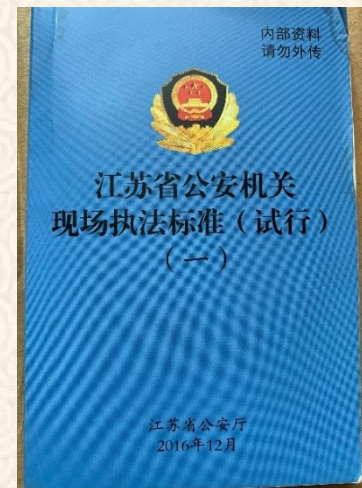 内部资料
请勿外传
江苏省公安机关
现场执法标准（试行）
（一）
江苏省公安厅
2016年12月